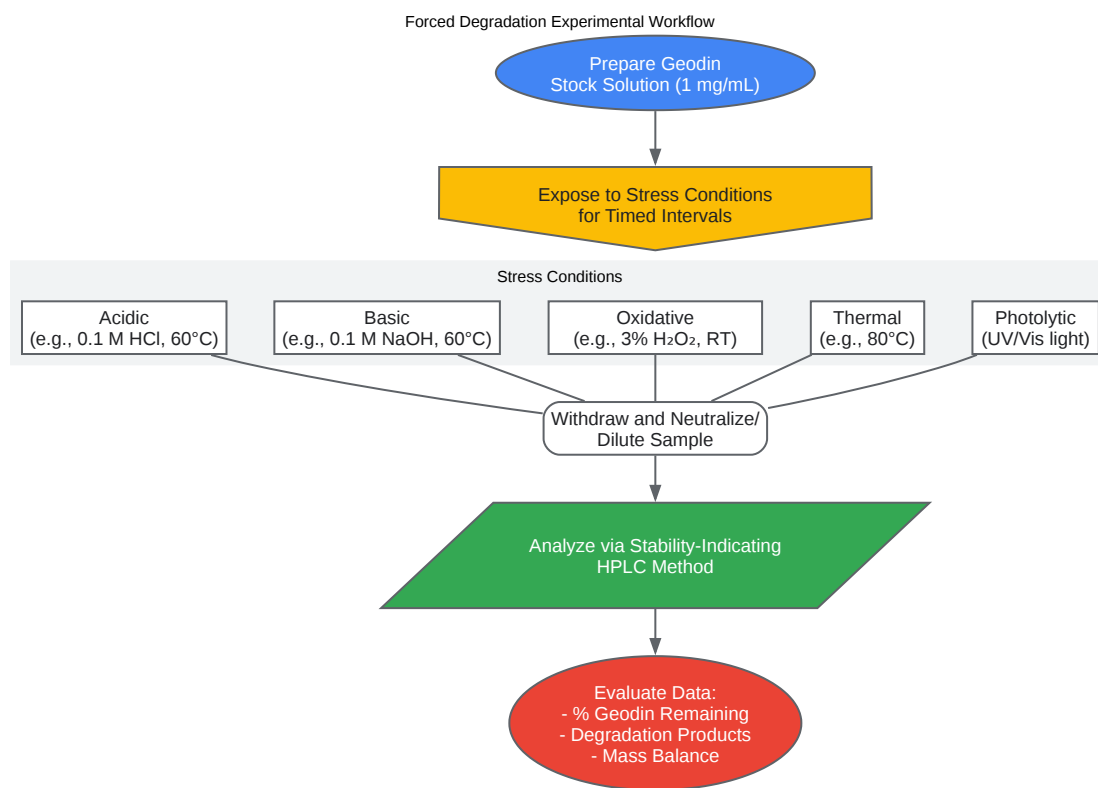 Forced Degradation Experimental Workflow
Prepare Geodin
Stock Solution (1 mg/mL)
Expose to Stress Conditions
for Timed Intervals
Stress Conditions
Acidic
(e.g., 0.1 M HCl, 60°C)
Basic
(e.g., 0.1 M NaOH, 60°C)
Oxidative
(e.g., 3% H₂O₂, RT)
Thermal
(e.g., 80°C)
Photolytic
(UV/Vis light)
Withdraw and Neutralize/
Dilute Sample
Analyze via Stability-Indicating
HPLC Method
Evaluate Data:
- % Geodin Remaining
- Degradation Products
- Mass Balance